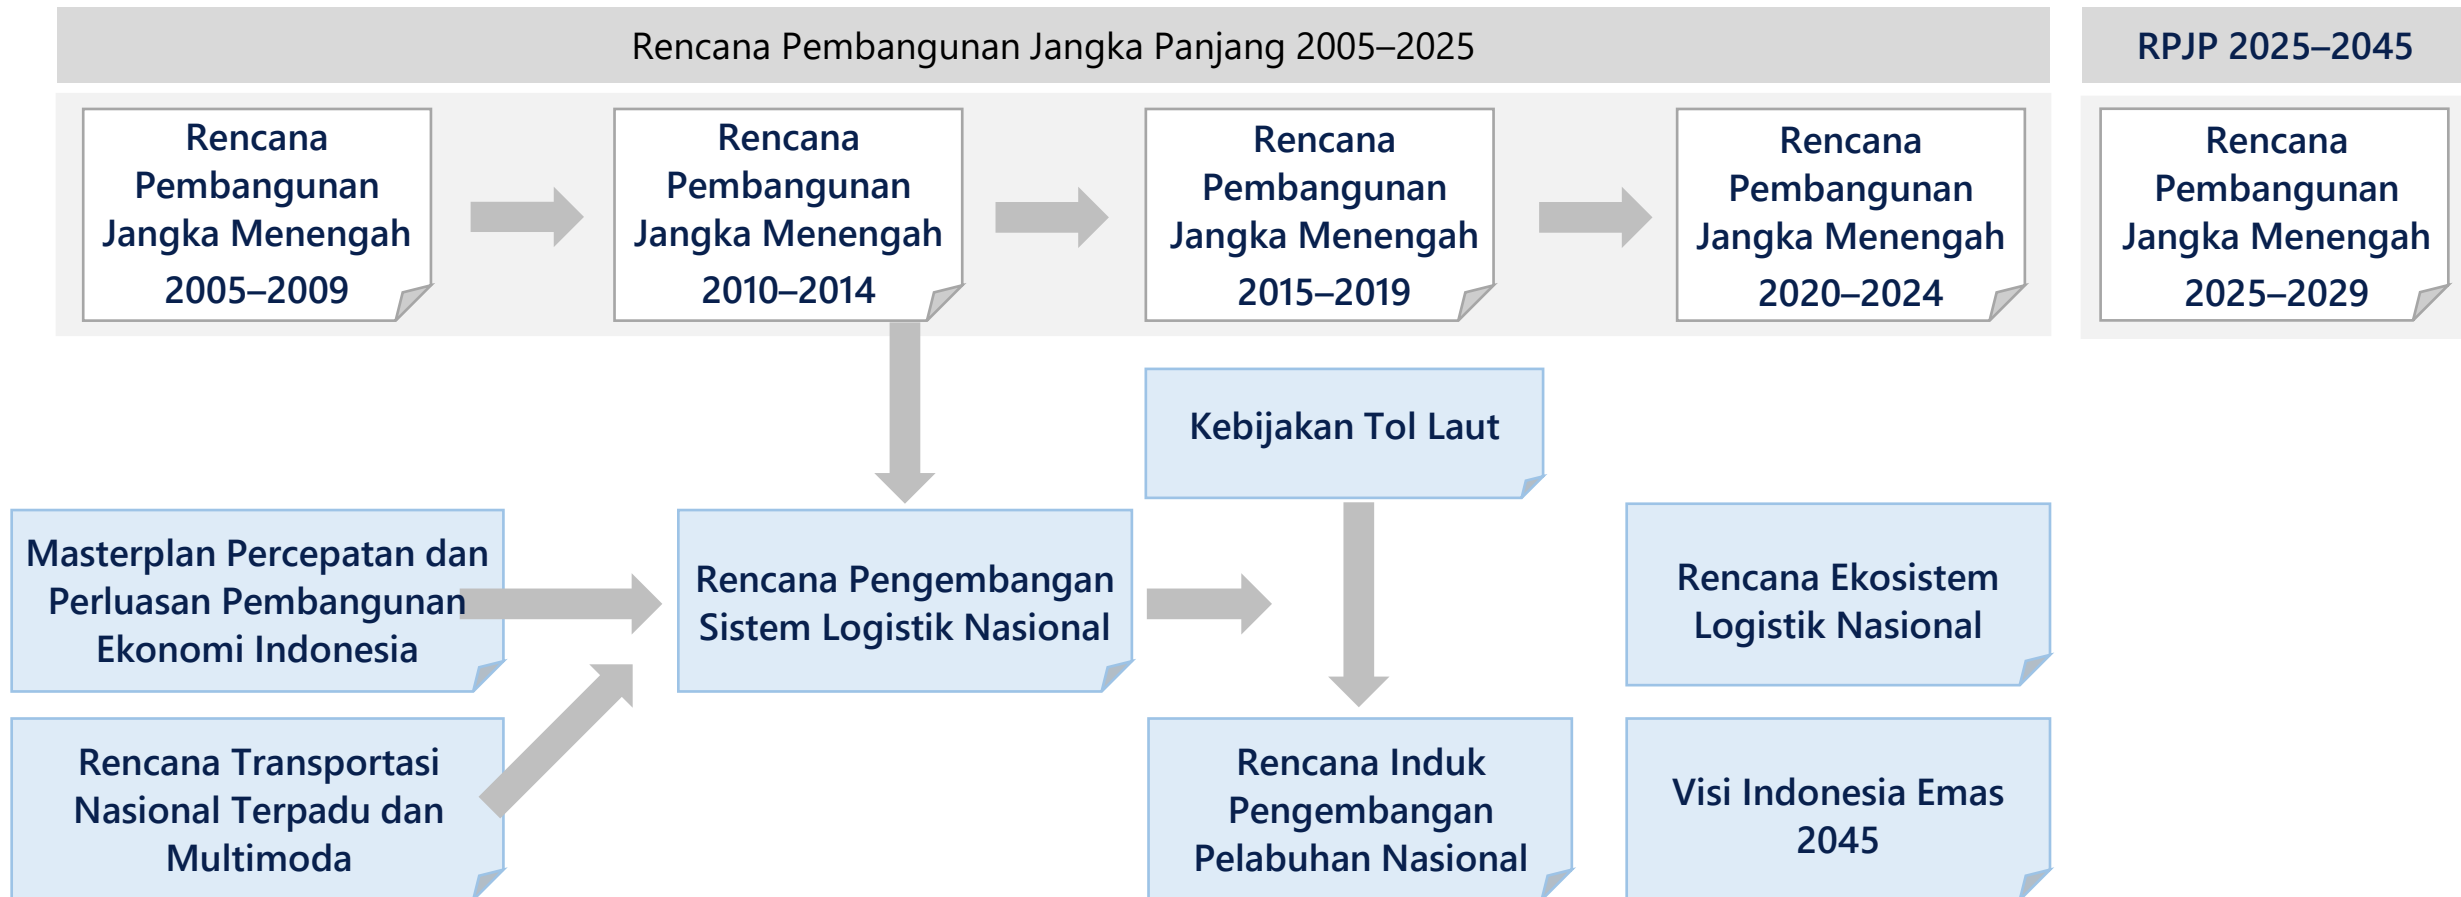 Rencana Pembangunan Jangka Panjang 2005–2025
RPJP 2025–2045
Rencana
Pembangunan
Jangka Menengah
2005–2009
Rencana
Pembangunan
Jangka Menengah
2010–2014
Rencana
Pembangunan
Jangka Menengah
2015–2019
Rencana
Pembangunan
Jangka Menengah
2020–2024
Rencana
Pembangunan
Jangka Menengah
2025–2029
Kebijakan Tol Laut
Masterplan Percepatan dan
Perluasan Pembangunan
Ekonomi Indonesia
Rencana Pengembangan
Sistem Logistik Nasional
Rencana Ekosistem
Logistik Nasional
Rencana Transportasi
Nasional Terpadu dan
Multimoda
Rencana Induk
Pengembangan
Pelabuhan Nasional
Visi Indonesia Emas
2045